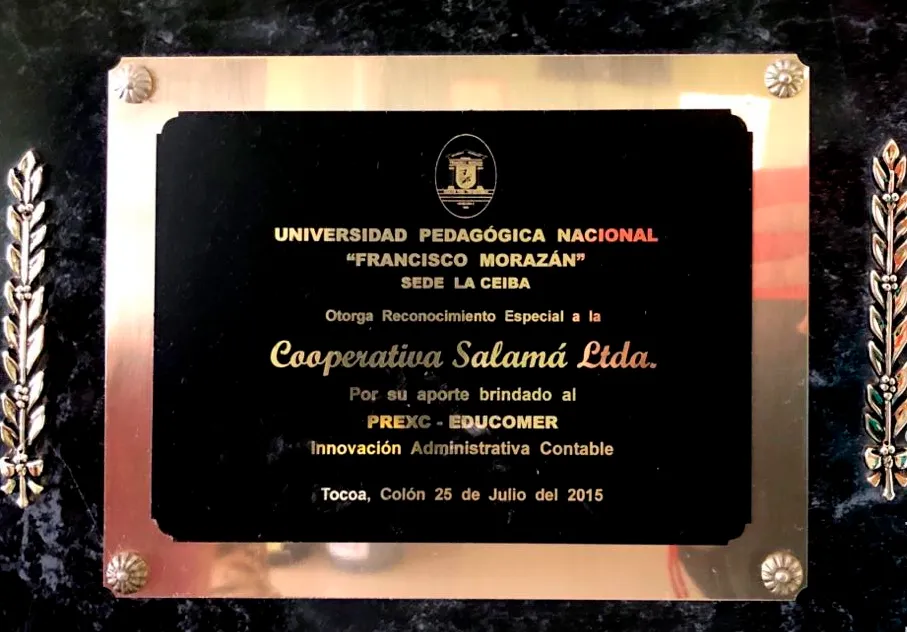 UNIVERSIDAD PEDAGÓGICA NACIONAL
“FRANCISCO MORAZÁN”
SEDE LA CEIBA
Otorga Reconocimiento Especial a la
Cooperativa Salamá Ltda.
Por su aporte brindado al
PREXC - EDUCOMER
Innovación Administrativa Contable
Tocoa, Colón 25 de Julio del 2015